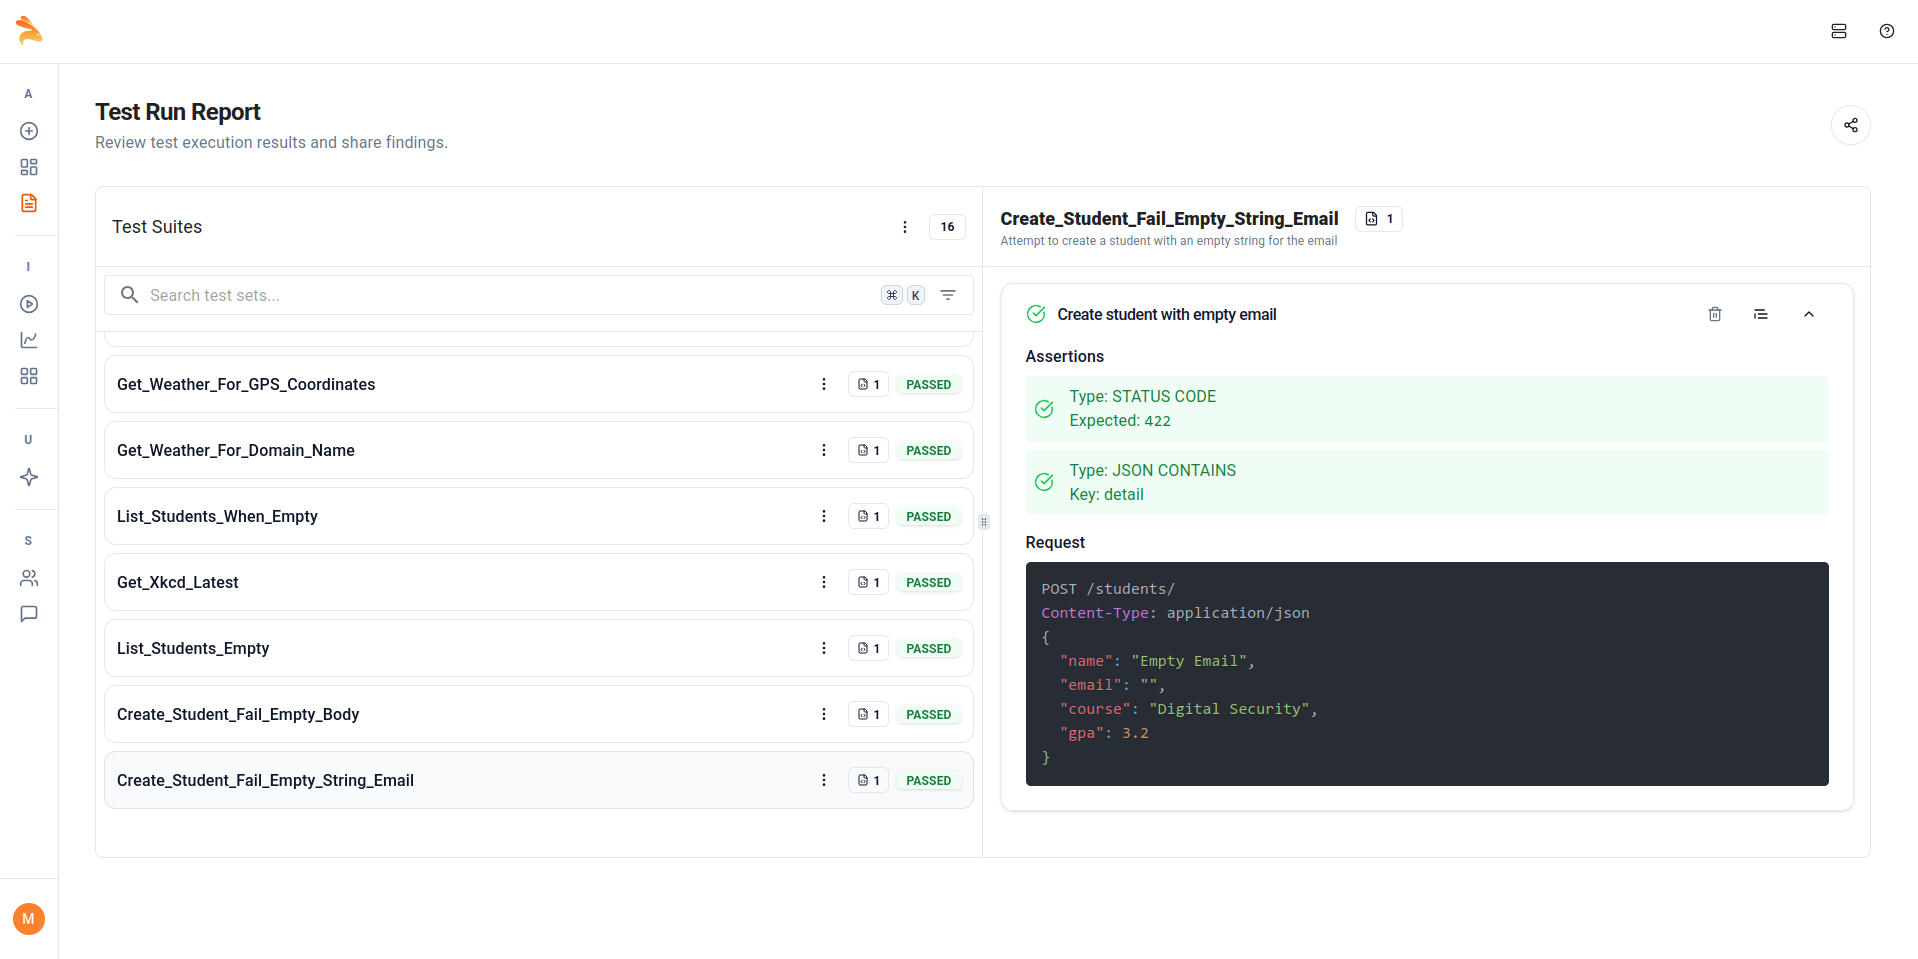 A
I
U
S
M
Test Run Report
Review test execution results and share findings.
Test Suites
16
Search test sets...
⌘ K
Get_Weather_For_GPS_Coordinates
1 PASSED
Get_Weather_For_Domain_Name
1 PASSED
List_Students_When_Empty
1 PASSED
Get_Xkcd_Latest
1 PASSED
List_Students_Empty
1 PASSED
Create_Student_Fail_Empty_Body
1 PASSED
Create_Student_Fail_Empty_String_Email
1 PASSED
Create_Student_Fail_Empty_String_Email
1
Attempt to create a student with an empty string for the email
Create student with empty email
Assertions
Type: STATUS CODE
Expected: 422
Type: JSON CONTAINS
Key: detail
Request
POST /students/
Content-Type: application/json
{
  "name": "Empty Email",
  "email": "",
  "course": "Digital Security",
  "gpa": 3.2
}